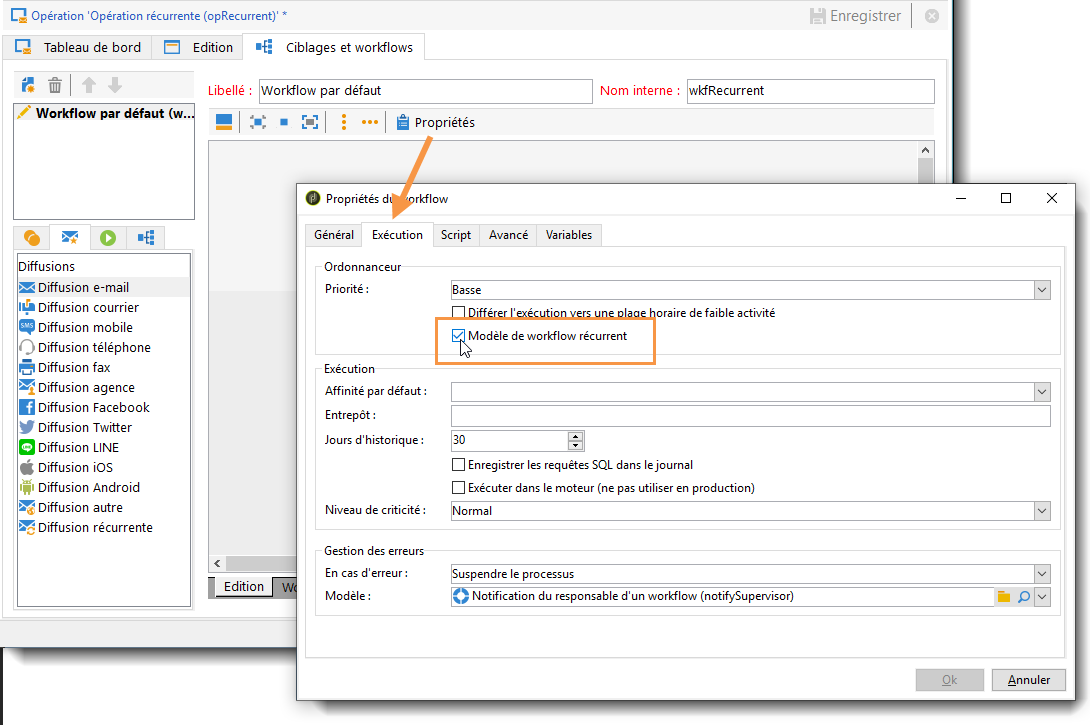 Opération 'Opération récurrente (opRecurrent)' *
Enregistrer
Tableau de bord
Edition
Ciblages et workflows
Libellé :
Workflow par défaut
Nom interne :
wkfRecurrent
Workflow par défaut (w...
Propriétés
Diffusions
Diffusion e-mail
Diffusion courrier
SMS
Diffusion mobile
Diffusion téléphone
Diffusion fax
Diffusion agence
Diffusion Facebook
Diffusion Twitter
Diffusion LINE
Diffusion iOS
Diffusion Android
Diffusion autre
Diffusion récurrente
Edition
Propriétés du workflow
Général
Exécution
Script
Avancé
Variables
Ordonnanceur
Priorité :
Basse
Différer l'exécution vers une plage horaire de faible activité
Modèle de workflow récurrent
Exécution
Affinité par défaut :
Entrepôt :
Jours d'historique :
30
Enregistrer les requêtes SQL dans le journal
Exécuter dans le moteur (ne pas utiliser en production)
Niveau de criticité :
Normal
Gestion des erreurs
En cas d'erreur :
Suspendre le processus
Modèle :
Notification du responsable d'un workflow (notifySupervisor)
Ok
Annuler